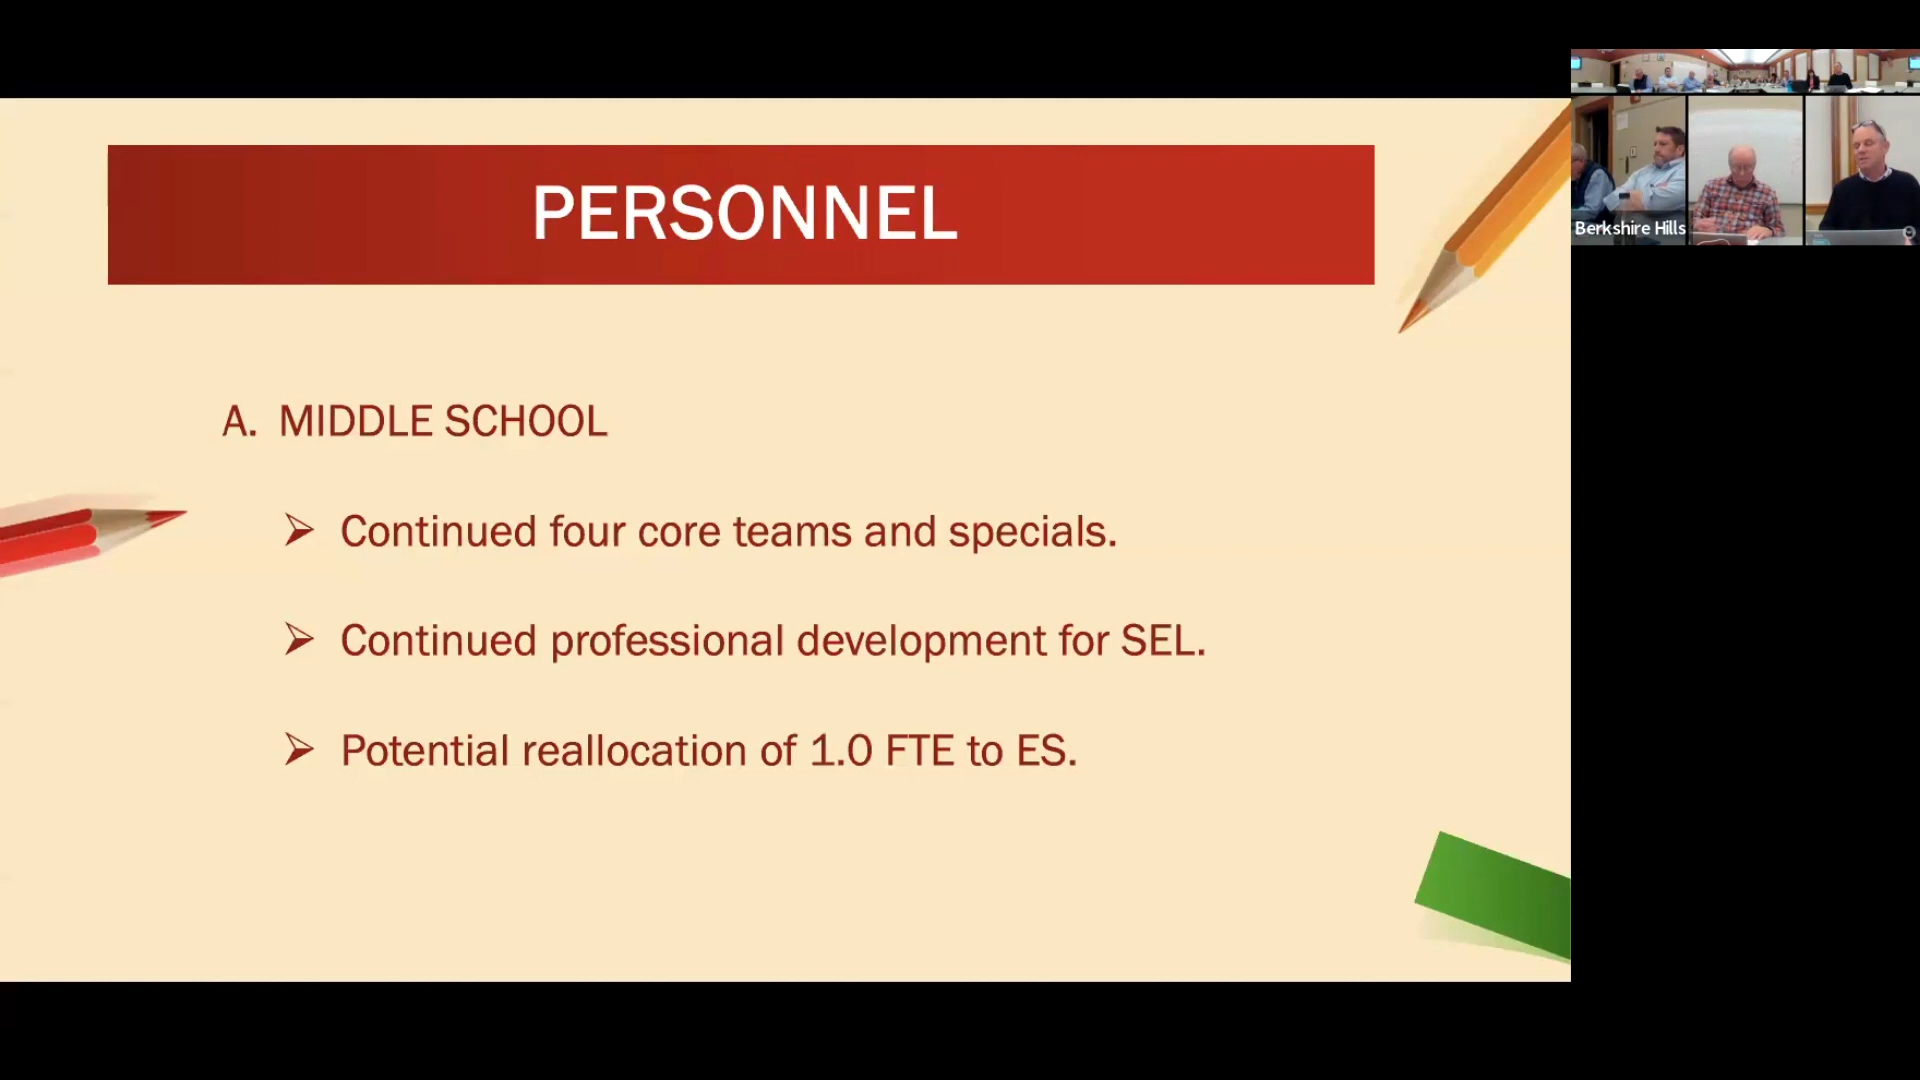 PERSONNEL
A. MIDDLE SCHOOL
➢ Continued four core teams and specials.
➢ Continued professional development for SEL.
➢ Potential reallocation of 1.0 FTE to ES.
Berkshire Hills